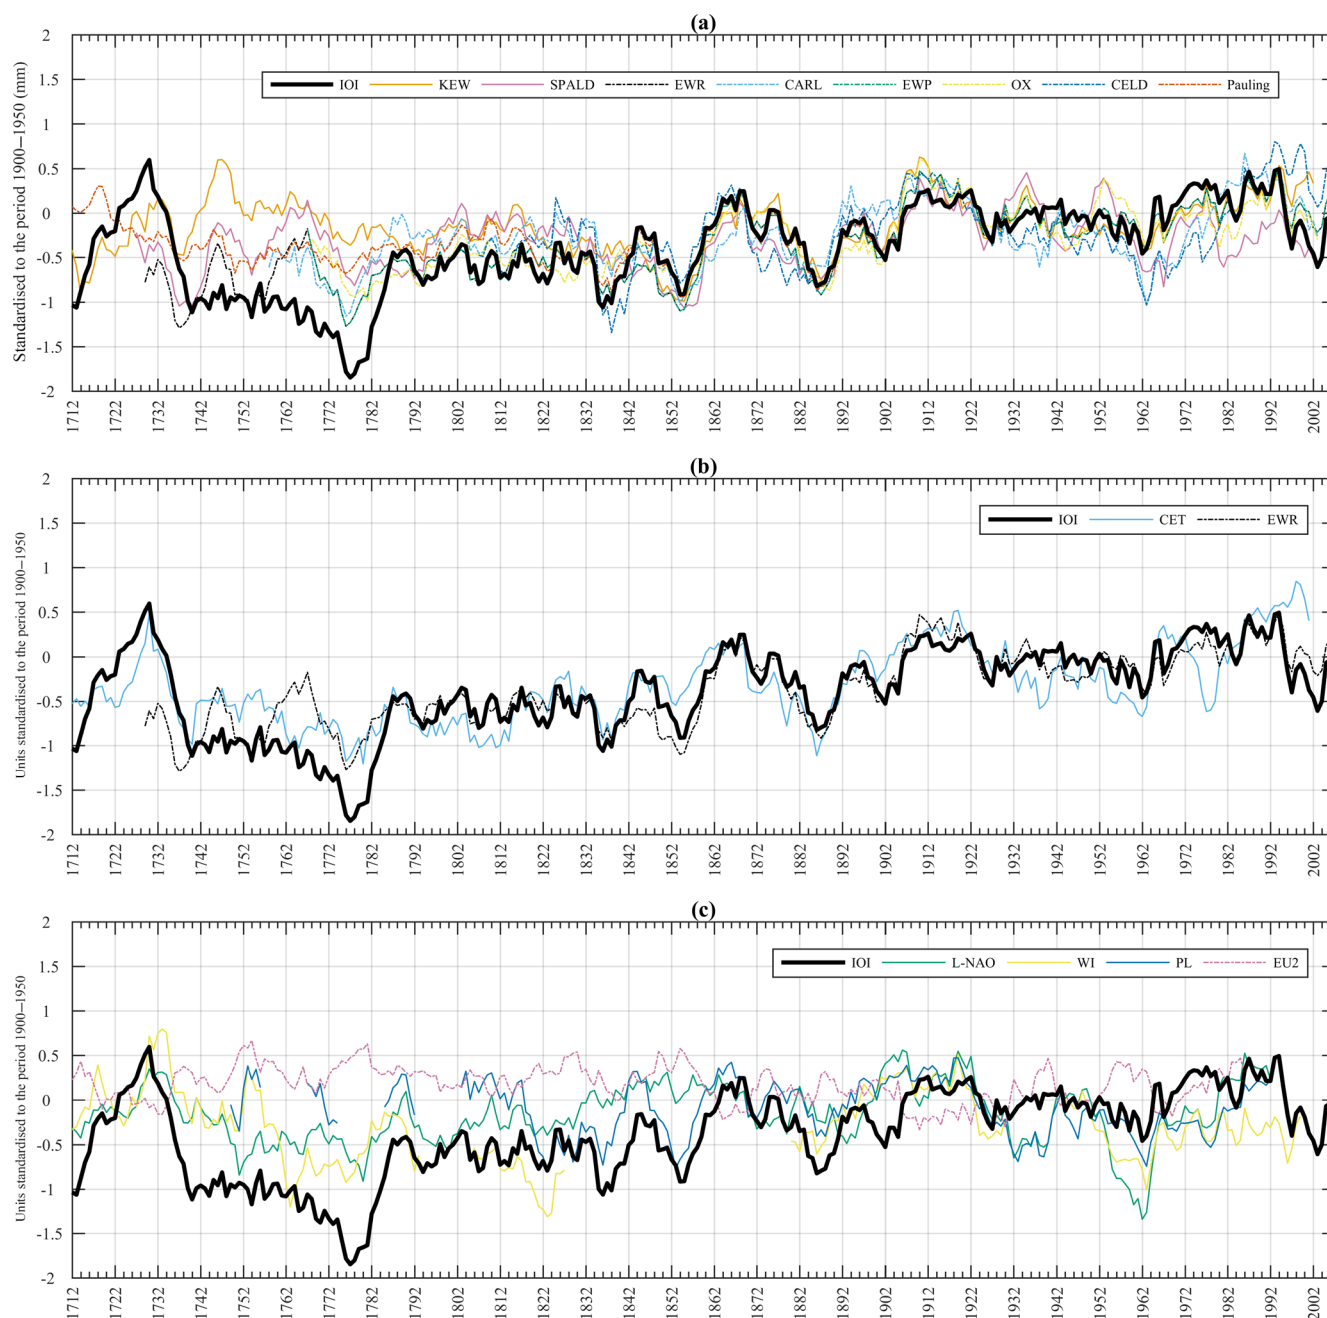 (a)
Standardised to the period 1900–1950 (mm)
2
1.5
1
0.5
0
-0.5
-1
-1.5
-2
IOI KEW SPALD EWR CARL EWP OX CELD Pauling
1712 1722 1732 1742 1752 1762 1772 1782 1792 1802 1812 1822 1832 1842 1852 1862 1872 1882 1892 1902 1912 1922 1932 1942 1952 1962 1972 1982 1992 2002
(b)
Units standardised to the period 1900–1950
2
1.5
1
0.5
0
-0.5
-1
-1.5
-2
IOI CET EWR
1712 1722 1732 1742 1752 1762 1772 1782 1792 1802 1812 1822 1832 1842 1852 1862 1872 1882 1892 1902 1912 1922 1932 1942 1952 1962 1972 1982 1992 2002
(c)
Units standardised to the period 1900–1950
2
1.5
1
0.5
0
-0.5
-1
-1.5
-2
IOI L-NAO WI PL EU2
1712 1722 1732 1742 1752 1762 1772 1782 1792 1802 1812 1822 1832 1842 1852 1862 1872 1882 1892 1902 1912 1922 1932 1942 1952 1962 1972 1982 1992 2002